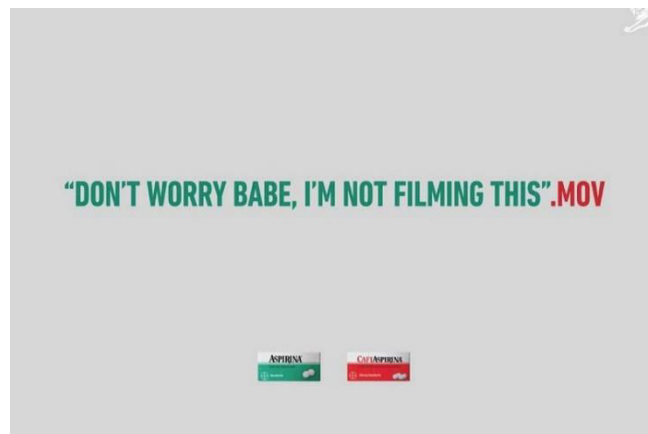 “DON’T WORRY BABE, I’M NOT FILMING THIS”.MOV
ASPIRINA
CAFIASPIRINA